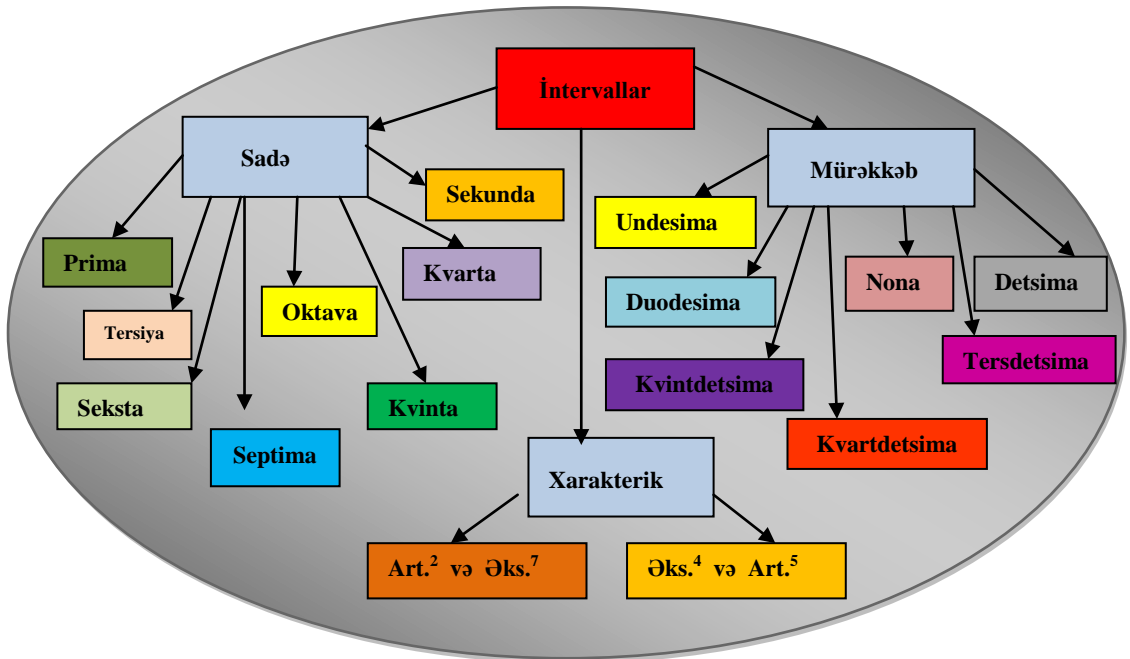 İntervallar
Sadə
Mürəkkəb
Sekunda
Undesima
Prima
Kvarta
Nona
Detsima
Oktava
Duodesima
Tersiya
Tersdetsima
Seksta
Kvinta
Kvintdetsima
Septima
Kvartdetsima
Xarakterik
Art.² və Əks.⁷
Əks.⁴ və Art.⁵